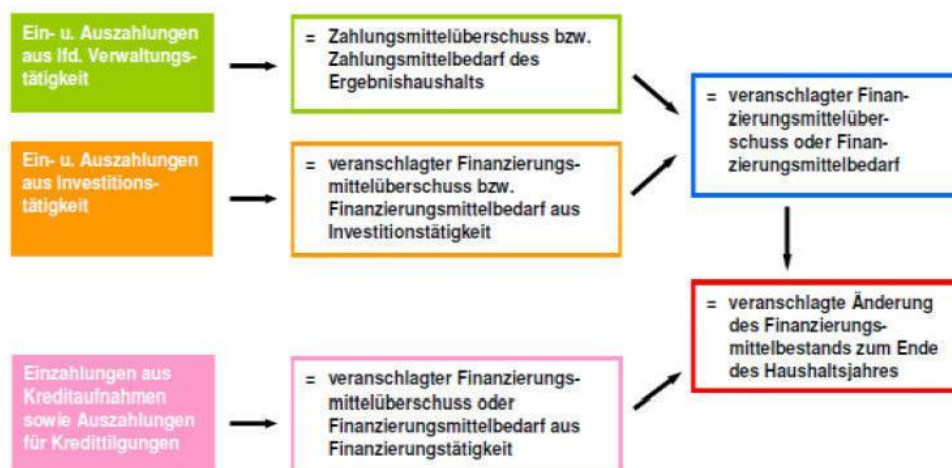 Ein- u. Auszahlungen
aus lfd. Verwaltungs-
tätigkeit
= Zahlungsmittelüberschuss bzw.
Zahlungsmittelbedarf des
Ergebnishaushalts
= veranschlagter Finan-
zierungsmittelüber-
schuss oder Finan-
zierungsmittelbedarf
Ein- u. Auszahlungen
aus Investitions-
tätigkeit
= veranschlagter Finanzierungs-
mittelüberschuss bzw.
Finanzierungsmittelbedarf aus
Investitionstätigkeit
= veranschlagte Änderung
des Finanzierungs-
mittelbestands zum Ende
des Haushaltsjahres
Einzahlungen aus
Kreditaufnahmen
sowie Auszahlungen
für Kredittilgungen
= veranschlagter Finanzierungs-
mittelüberschuss oder
Finanzierungsmittelbedarf aus
Finanzierungstätigkeit